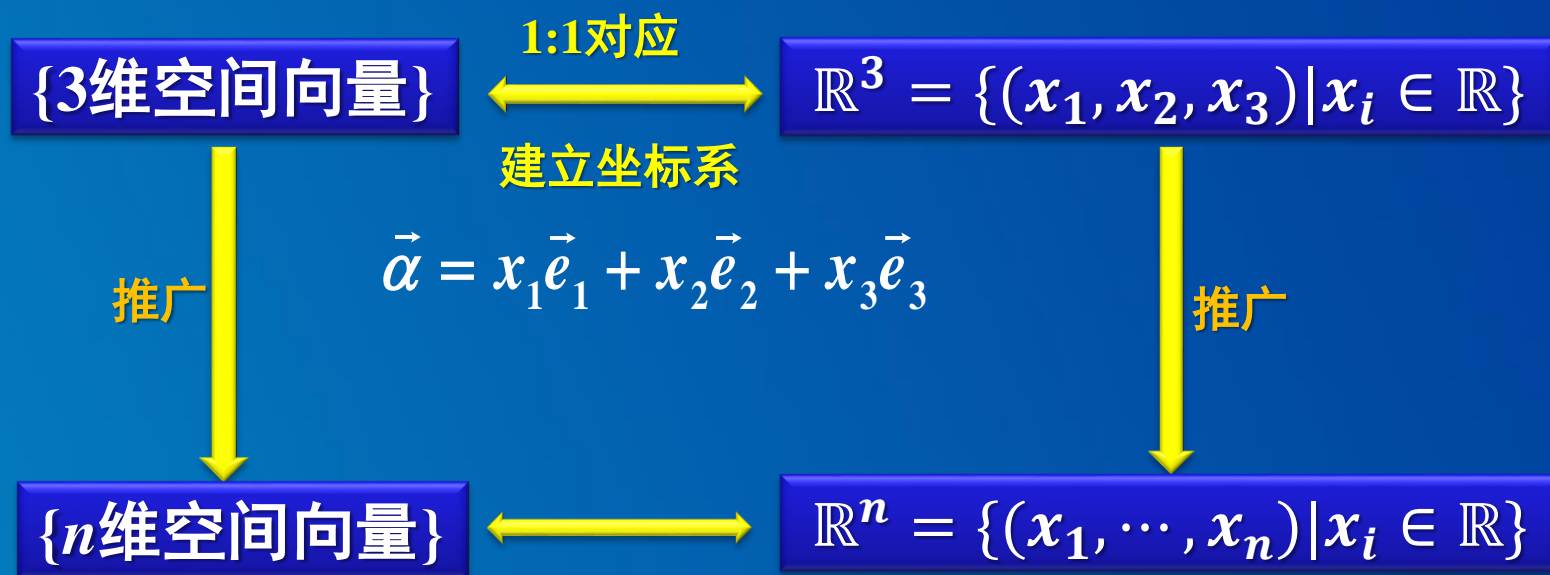 1:1对应
{3维空间向量}
ℝ³ = {(x₁, x₂, x₃)|xᵢ ∈ ℝ}
建立坐标系
α⃗ = x₁e⃗₁ + x₂e⃗₂ + x₃e⃗₃
推广
推广
{n维空间向量}
ℝⁿ = {(x₁, ⋯, xₙ)|xᵢ ∈ ℝ}